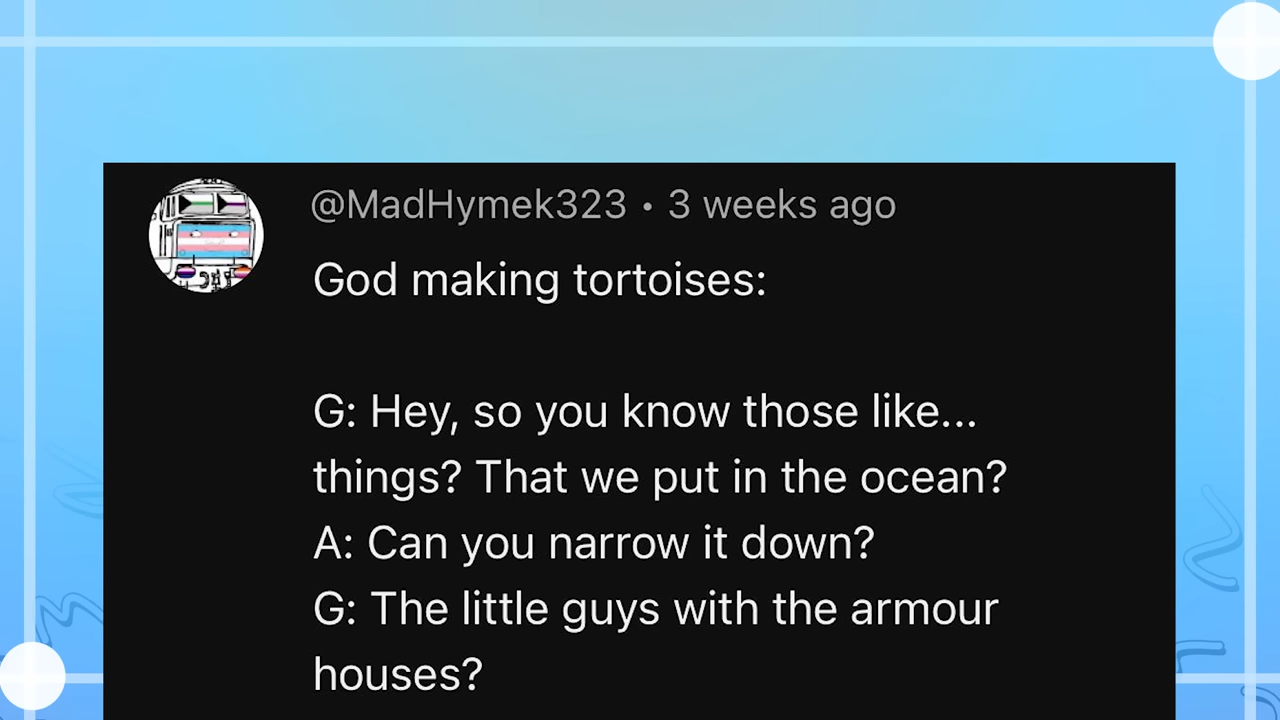 @MadHymek323 • 3 weeks ago
God making tortoises:
G: Hey, so you know those like...
things? That we put in the ocean?
A: Can you narrow it down?
G: The little guys with the armour
houses?